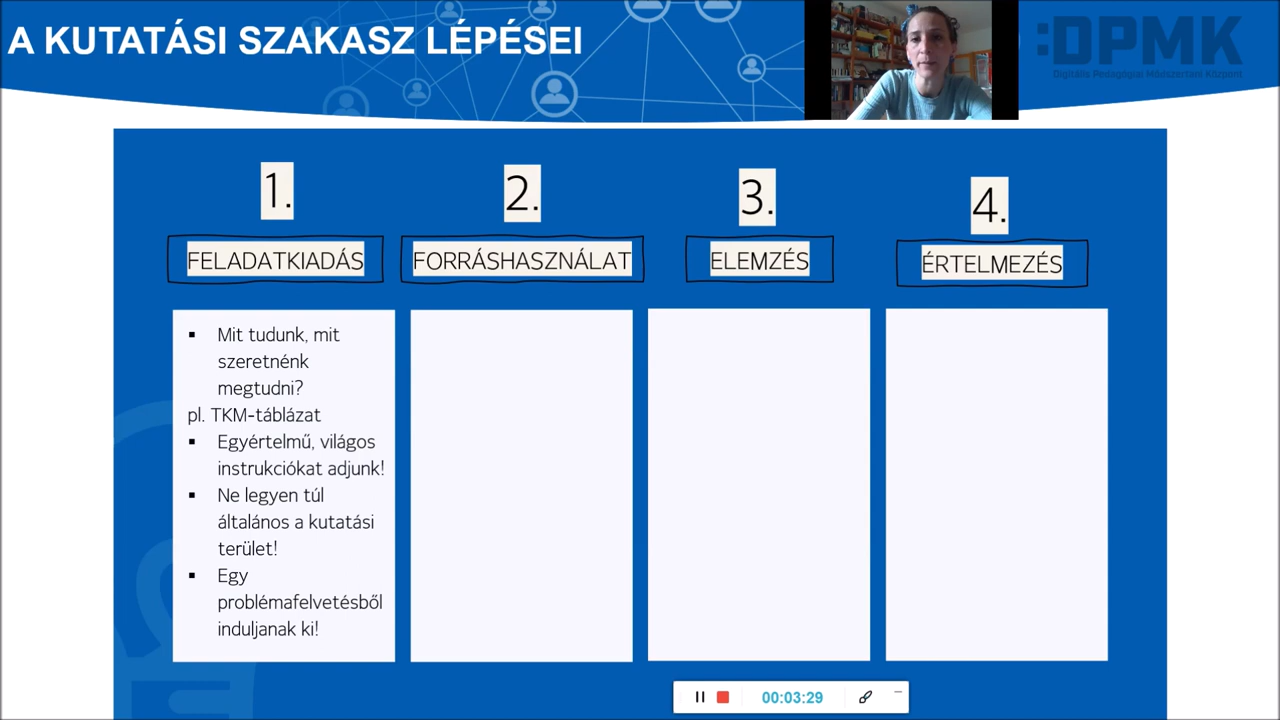 A KUTATÁSI SZAKASZ LÉPÉSEI
:DPMK
Digitális Pedagógiai Módszertani Központ
1.
2.
3.
4.
FELADATKIADÁS
FORRÁSHASZNÁLAT
ELEMZÉS
ÉRTELMEZÉS
▪ Mit tudunk, mit
szeretnénk
megtudni?
pl. TKM-táblázat
▪ Egyértelmű, világos
instrukciókat adjunk!
▪ Ne legyen túl
általános a kutatási
terület!
▪ Egy
problémafelvetésből
induljanak ki!
00:03:29